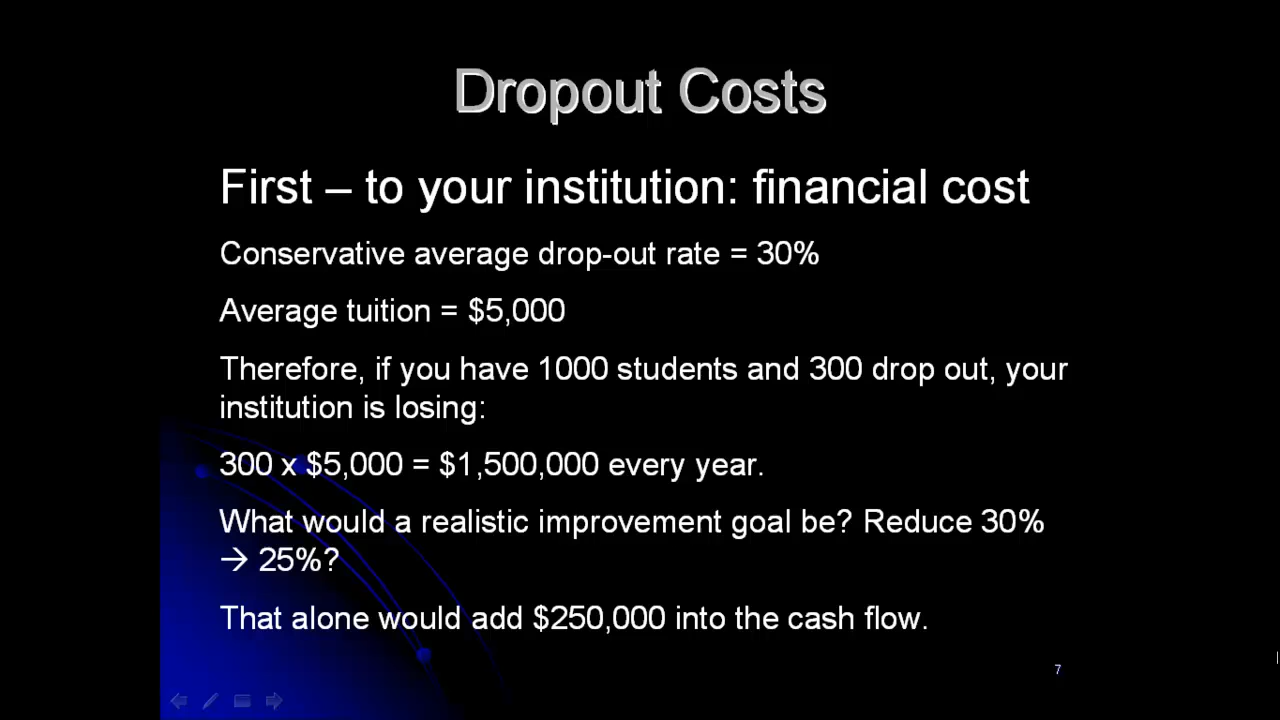 Dropout Costs
First – to your institution: financial cost
Conservative average drop-out rate = 30%
Average tuition = $5,000
Therefore, if you have 1000 students and 300 drop out, your
institution is losing:
300 x $5,000 = $1,500,000 every year.
What would a realistic improvement goal be? Reduce 30%
→ 25%?
That alone would add $250,000 into the cash flow.
7